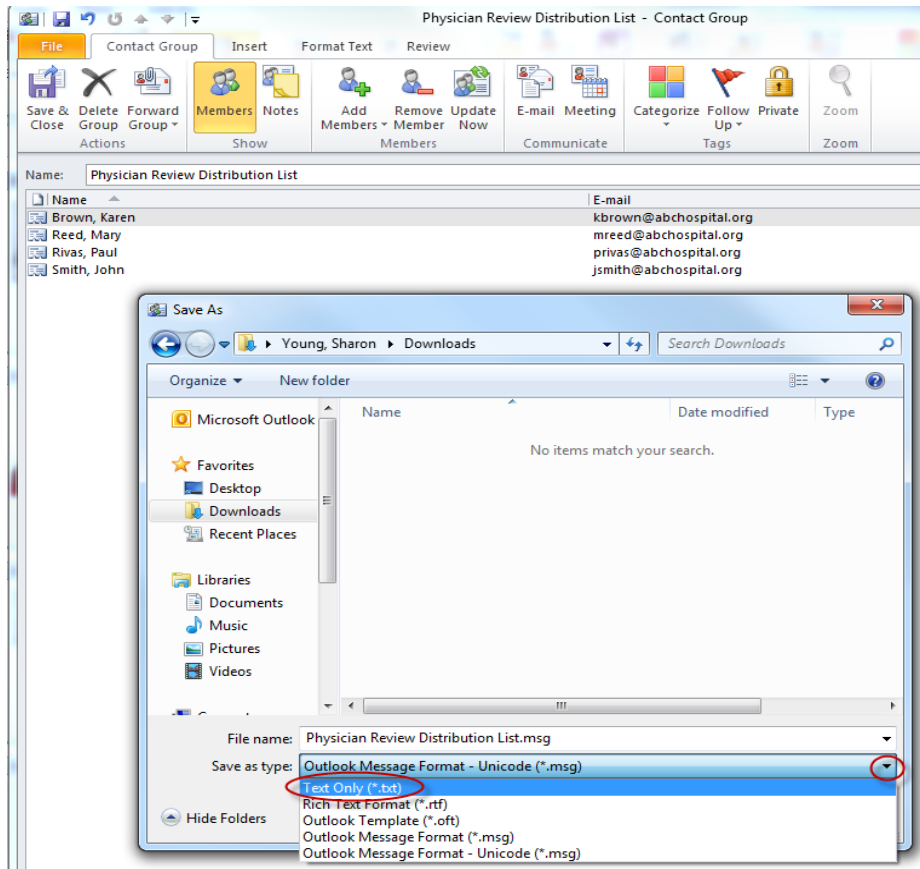 Physician Review Distribution List - Contact Group
File Contact Group Insert Format Text Review
Save & Close Delete Group Forward Group Members Notes Add Members Remove Member Update Now E-mail Meeting Categorize Follow Up Private Zoom
Actions Show Members Communicate Tags Zoom
Name: Physician Review Distribution List
Name E-mail
Brown, Karen kbrown@abchospital.org
Reed, Mary mreed@abchospital.org
Rivas, Paul privas@abchospital.org
Smith, John jsmith@abchospital.org
Save As
Young, Sharon Downloads Search Downloads
Organize New folder
Name Date modified Type
No items match your search.
Microsoft Outlook
Favorites
Desktop
Downloads
Recent Places
Libraries
Documents
Music
Pictures
Videos
File name: Physician Review Distribution List.msg
Save as type: Outlook Message Format - Unicode (*.msg)
Text Only (*.txt)
Rich Text Format (*.rtf)
Hide Folders
Outlook Template (*.oft)
Outlook Message Format (*.msg)
Outlook Message Format - Unicode (*.msg)